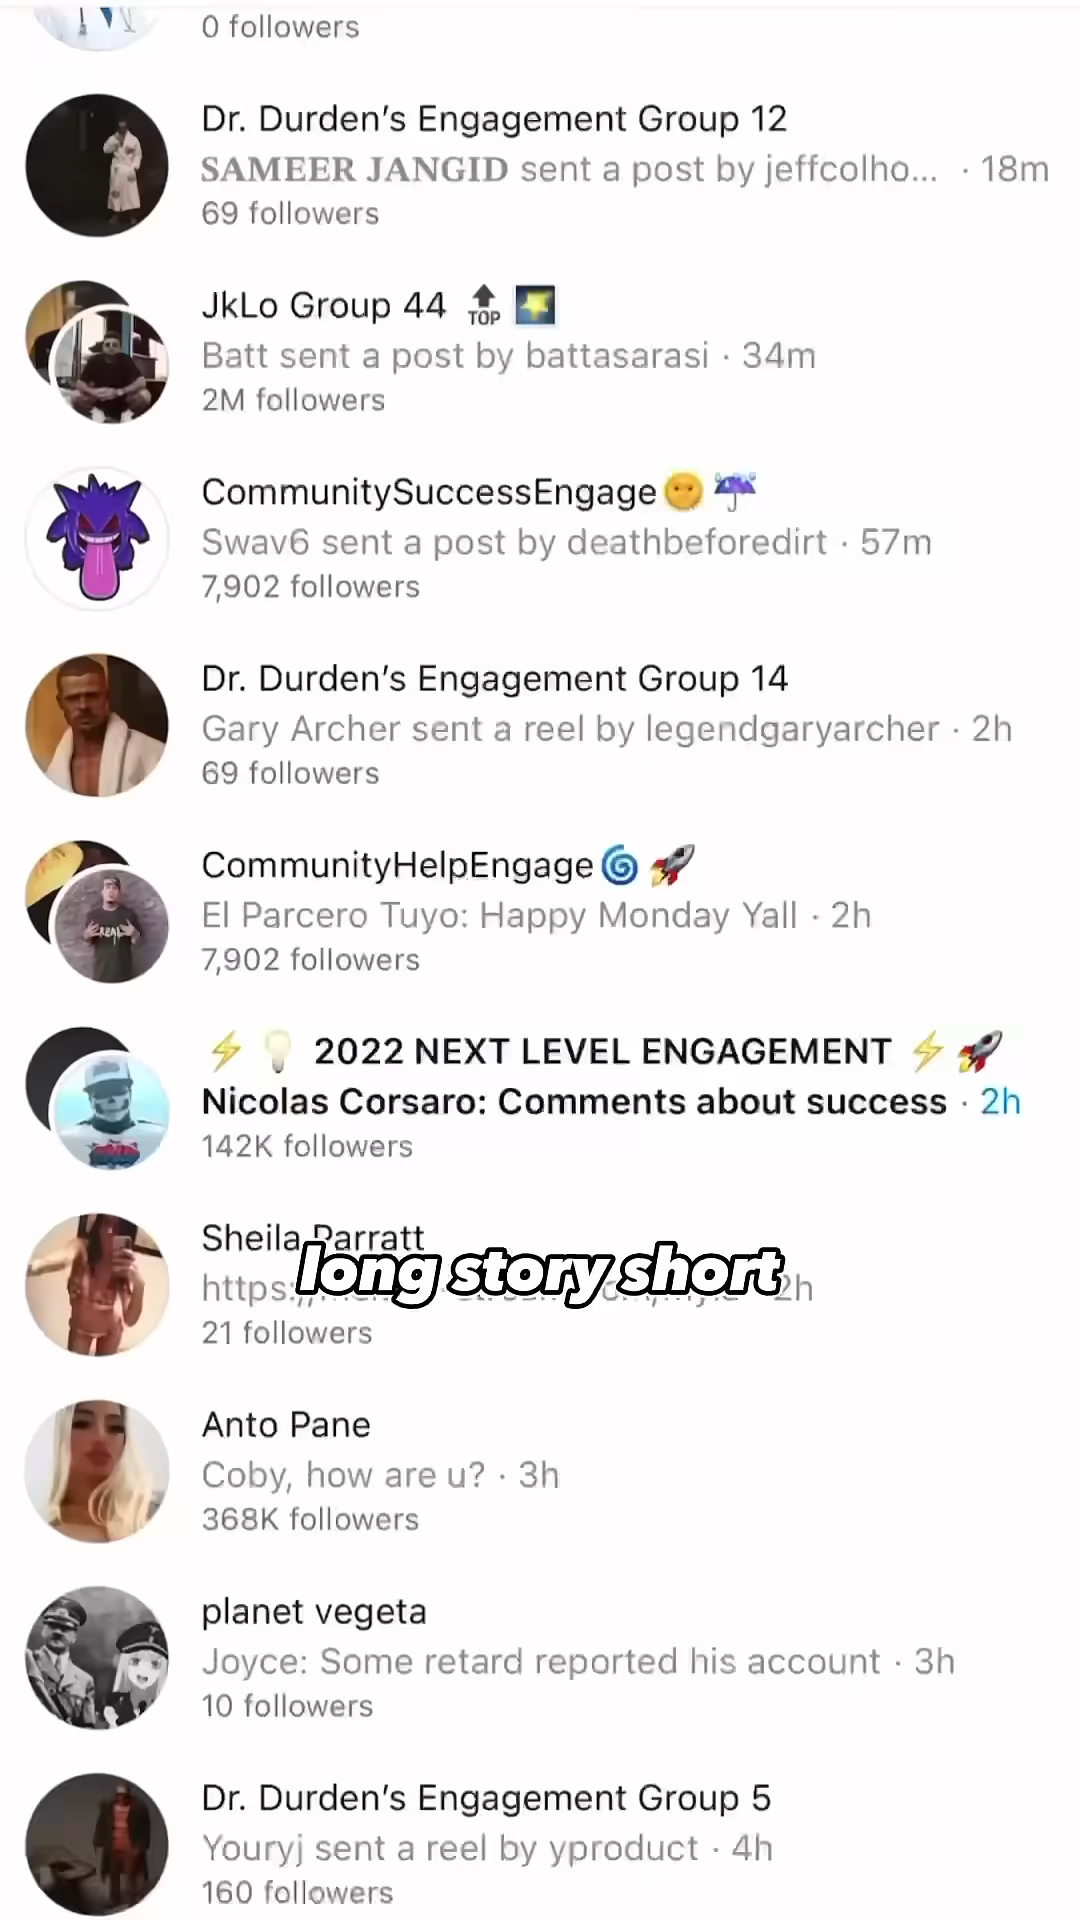 0 followers
Dr. Durden's Engagement Group 12
SAMEER JANGID sent a post by jeffcolho... · 18m
69 followers
JkLo Group 44 🔝 🌠
Batt sent a post by battasarasi · 34m
2M followers
CommunitySuccessEngage🌞☔
Swav6 sent a post by deathbeforedirt · 57m
7,902 followers
Dr. Durden's Engagement Group 14
Gary Archer sent a reel by legendgaryarcher · 2h
69 followers
CommunityHelpEngage🌀🚀
El Parcero Tuyo: Happy Monday Yall · 2h
7,902 followers
⚡💡 2022 NEXT LEVEL ENGAGEMENT ⚡🚀
Nicolas Corsaro: Comments about success · 2h
142K followers
Sheila Parratt
long story short
https:// 2h
21 followers
Anto Pane
Coby, how are u? · 3h
368K followers
planet vegeta
Joyce: Some retard reported his account · 3h
10 followers
Dr. Durden's Engagement Group 5
Youryj sent a reel by yproduct · 4h
160 followers